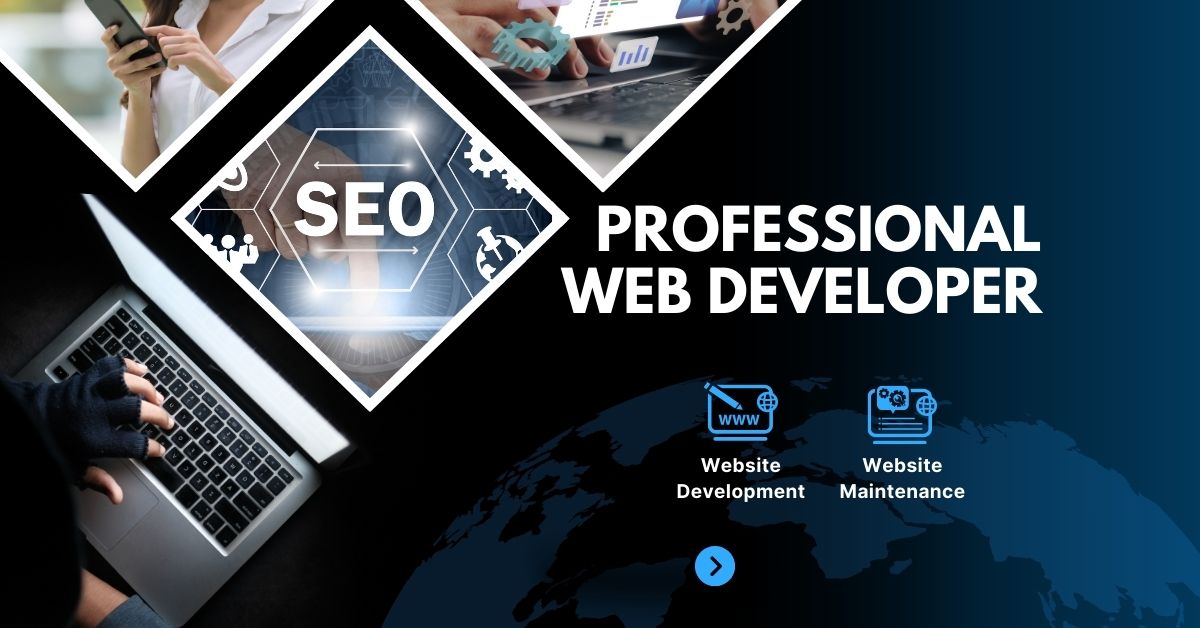 SEO
PROFESSIONAL
WEB DEVELOPER
WWW
Website
Development
Website
Maintenance